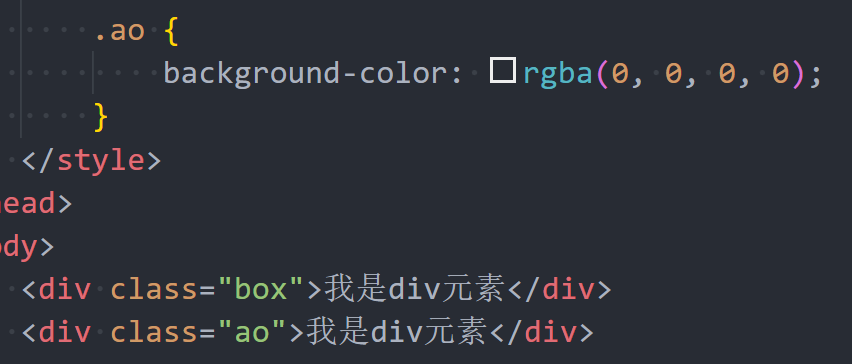 .ao {
background-color: rgba(0, 0, 0, 0);
}
</style>
head>
ody>
<div class="box">我是div元素</div>
<div class="ao">我是div元素</div>